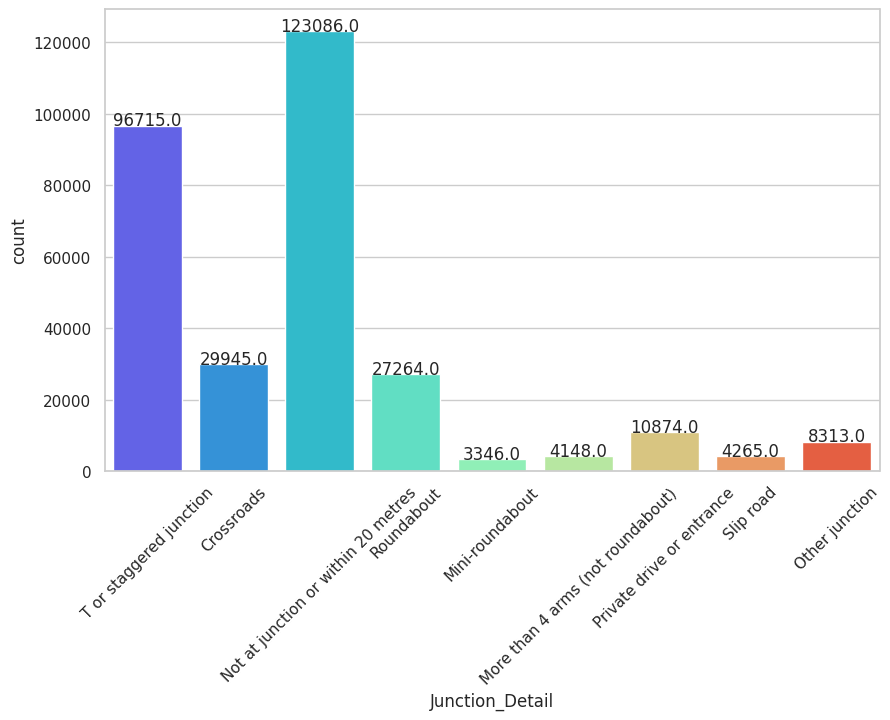 123086.0
120000
100000
96715.0
80000
60000
count
40000
29945.0
27264.0
20000
10874.0
8313.0
4265.0
4148.0
3346.0
0
T or staggered junction
Crossroads
Not at junction or within 20 metres
Roundabout
Mini-roundabout
More than 4 arms (not roundabout)
Private drive or entrance
Slip road
Other junction
Junction_Detail